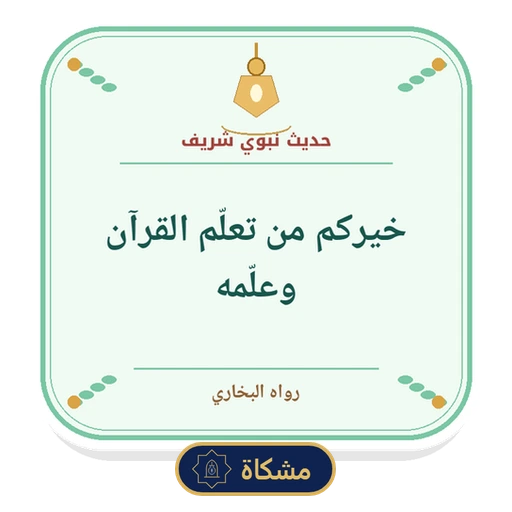 حديث نبوي شريف
خيركم من تعلّم القرآن
وعلّمه
رواه البخاري
مشكاة